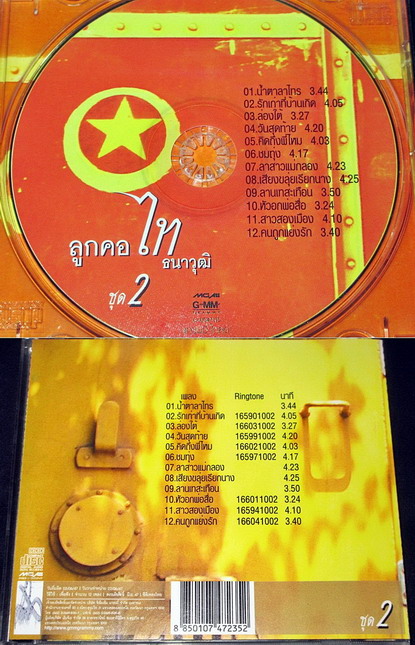 01.น้ำตาลาไทร 3.44
02.รักเก่าที่บ้านเกิด 4.05
03.ลองใต้ 3.27
04.วันสุดท้าย 4.20
05.คิดถึงพี่ไหม 4.03
06.ชมทุ่ง 4.17
07.ลาสาวแม่กลอง 4.23
08.เสียงขลุ่ยเรียกนาง 4.25
09.ลานเทสะเทือน 3.50
10.หัวอกพ่อสื่อ 3.24
11.สาวสองเมือง 4.10
12.คนถูกแย่งรัก 3.40
ลูกคอ ไท
ธนาวุฒิ
ชุด 2
MGA
G"MM'
เพลง Ringtone นาที
01.น้ำตาลาไทร 3.44
02.รักเก่าที่บ้านเกิด 165901002 4.05
03.ลองใต้ 166031002 3.27
04.วันสุดท้าย 165991002 4.20
05.คิดถึงพี่ไหม 166021002 4.03
06.ชมทุ่ง 165971002 4.17
07.ลาสาวแม่กลอง 4.23
08.เสียงขลุ่ยเรียกนาง 4.25
09.ลานเทสะเทือน 3.50
10.หัวอกพ่อสื่อ 166011002 3.24
11.สาวสองเมือง 165941002 4.10
12.คนถูกแย่งรัก 166041002 3.40
8 850107 472352
ชุด 2